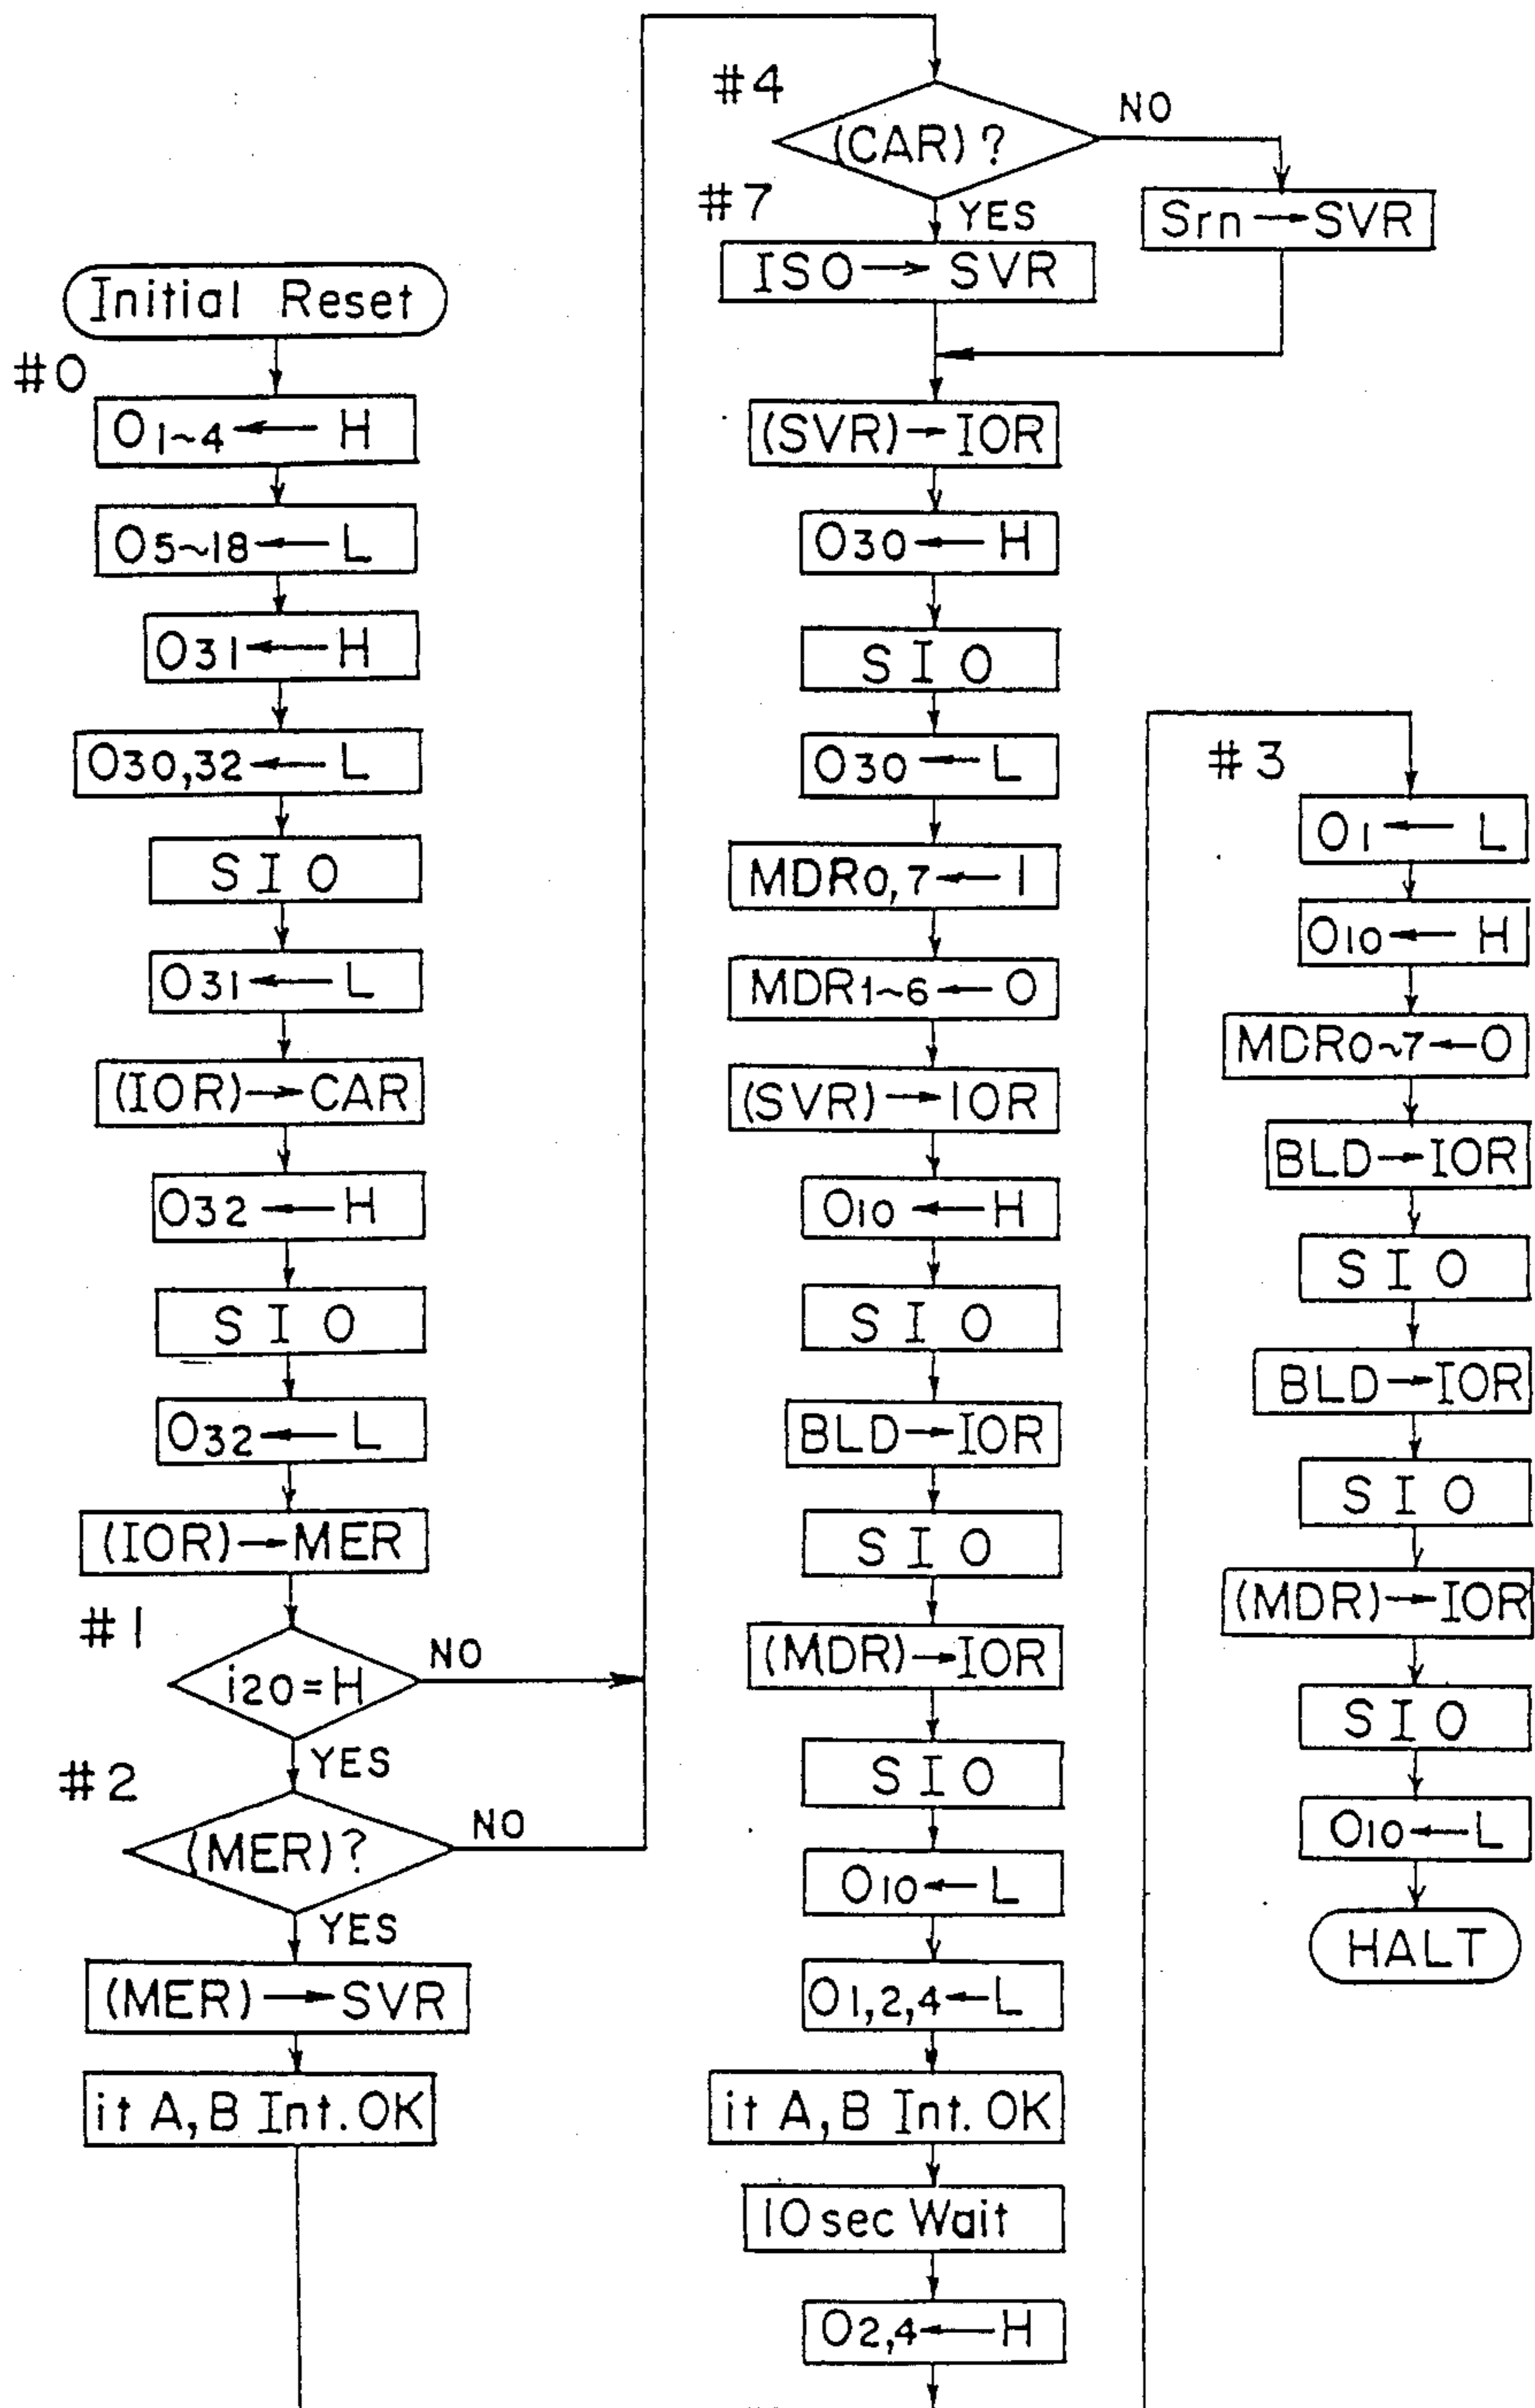 Initial Reset
#0
O1~4 ← H
O5~18 ← L
O31 ← H
O30,32 ← L
SIO
O31 ← L
(IOR) → CAR
O32 ← H
SIO
O32 ← L
(IOR) → MER
#1
i20=H
NO
YES
#2
(MER)?
NO
YES
(MER) → SVR
it A,B Int. OK
#4
(CAR)?
NO
Srn → SVR
#7
YES
ISO → SVR
(SVR) → IOR
O30 ← H
SIO
O30 ← L
MDR0,7 ← 1
MDR1~6 ← 0
(SVR) → IOR
O10 ← H
SIO
BLD → IOR
SIO
(MDR) → IOR
SIO
O10 ← L
O1,2,4 ← L
it A,B Int. OK
10sec Wait
O2,4 ← H
#3
O1 ← L
O10 ← H
MDR0~7 ← 0
BLD → IOR
SIO
BLD → IOR
SIO
(MDR) → IOR
SIO
O10 ← L
HALT